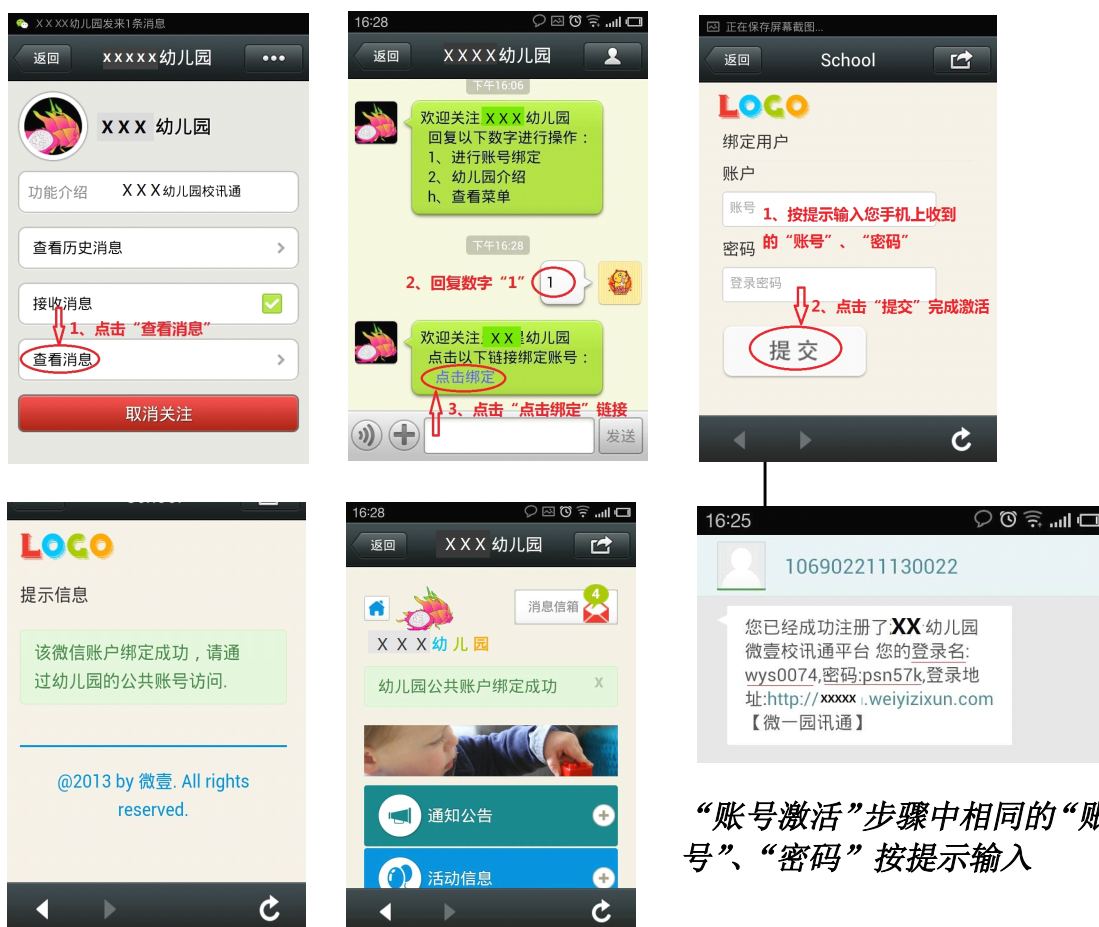 XXXX幼儿园发来1条消息
返回
xxxxx幼儿园
XXX 幼儿园
功能介绍 XXX幼儿园校讯通
查看历史消息
接收消息
1、点击“查看消息”
查看消息
取消关注
16:28
返回
XXXX幼儿园
下午16:06
欢迎关注 XXX 幼儿园
回复以下数字进行操作：
1、进行账号绑定
2、幼儿园介绍
h、查看菜单
下午16:28
2、回复数字“1”
1
欢迎关注 XX 幼儿园
点击以下链接绑定账号：
点击绑定
3、点击“点击绑定”链接
发送
正在保存屏幕截图...
返回
School
LOGO
绑定用户
账户
账号
1、按提示输入您手机上收到
的“账号”、“密码”
密码
登录密码
2、点击“提交”完成激活
提 交
LOGO
提示信息
该微信账户绑定成功，请通
过幼儿园的公共账号访问.
@2013 by 微壹. All rights
reserved.
16:28
返回
XXX 幼儿园
消息信箱
4
X X X 幼儿园
幼儿园公共账户绑定成功 X
通知公告
活动信息
16:25
106902211130022
您已经成功注册了XX幼儿园
微壹校讯通平台 您的登录名:
wys0074,密码:psn57k,登录地
址:http://xxxxx.weiyizixun.com
【微一园讯通】
“账号激活”步骤中相同的“账
号”、“密码”按提示输入